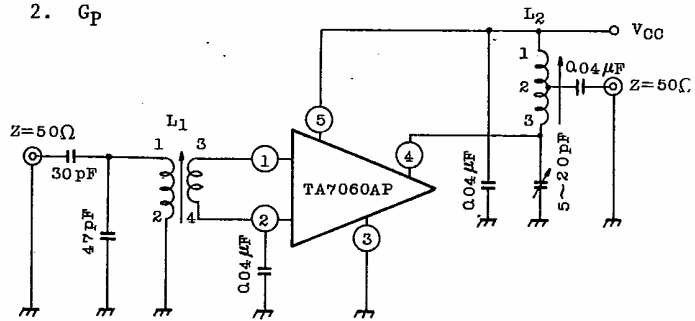 2. GP
L2
VCC
1
0.04μF
2
Z=50Ω
3
Z=50Ω
30pF
L1
1
3
2
4
47pF
0.04μF
1
2
5
4
TA7060AP
3
0.04μF
5~20pF